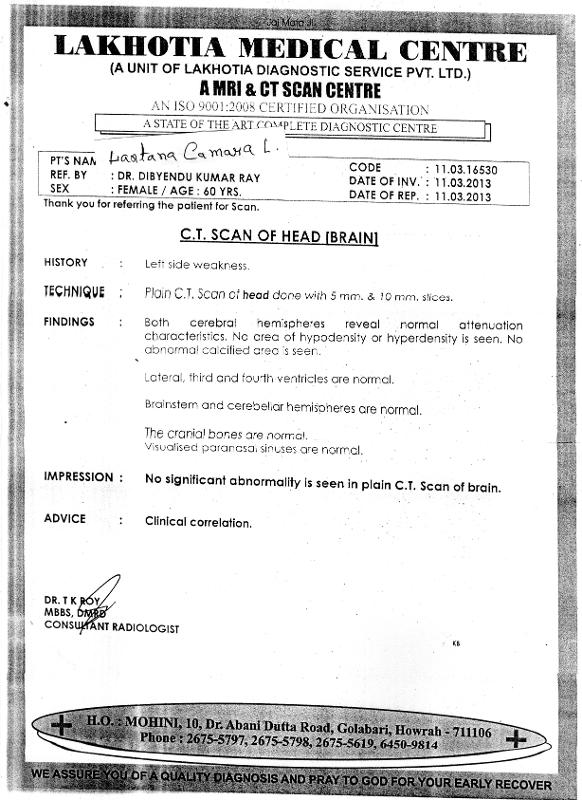 Jai Mata Ji
LAKHOTIA MEDICAL CENTRE
(A UNIT OF LAKHOTIA DIAGNOSTIC SERVICE PVT. LTD.)
A MRI & CT SCAN CENTRE
AN ISO 9001:2008 CERTIFIED ORGANISATION
A STATE OF THE ART COMPLETE DIAGNOSTIC CENTRE
PT'S NAM Camara L.
REF. BY : DR. DIBYENDU KUMAR RAY
SEX : FEMALE / AGE : 60 YRS.
CODE : 11.03.16530
DATE OF INV. : 11.03.2013
DATE OF REP. : 11.03.2013
Thank you for referring the patient for Scan.
C.T. SCAN OF HEAD [BRAIN]
HISTORY : Left side weakness.
TECHNIQUE : Plain C.T. Scan of head done with 5 mm. & 10 mm. slices.
FINDINGS : Both cerebral hemispheres reveal normal attenuation
characteristics. No area of hypodensity or hyperdensity is seen. No
abnormal calcified area is seen.
Lateral, third and fourth ventricles are normal.
Brainstem and cerebellar hemispheres are normal.
The cranial bones are normal.
Visualised paranasal sinuses are normal.
IMPRESSION : No significant abnormality is seen in plain C.T. Scan of brain.
ADVICE : Clinical correlation.
DR. T K ROY
MBBS, DMRD
CONSULTANT RADIOLOGIST
KB
H.O. : MOHINI, 10, Dr. Abani Dutta Road, Golabari, Howrah - 711106
Phone : 2675-5797, 2675-5798, 2675-5619, 6450-9814
WE ASSURE YOU OF A QUALITY DIAGNOSIS AND PRAY TO GOD FOR YOUR EARLY RECOVER